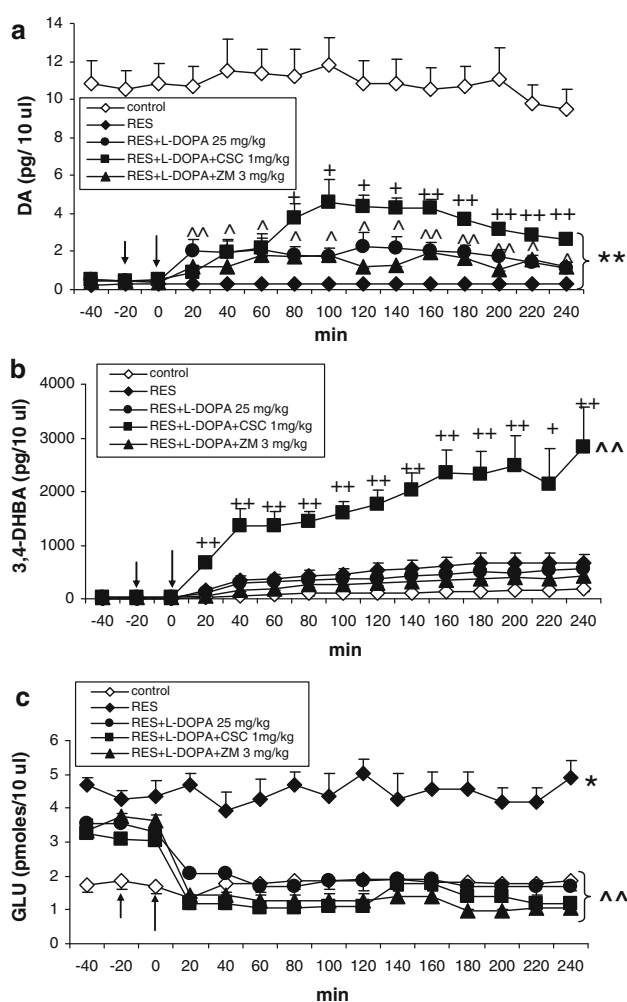 a
14
12
10
8
6
4
2
0
DA (pg/ 10 ul)
control
RES
RES+L-DOPA 25 mg/kg
RES+L-DOPA+CSC 1mg/kg
RES+L-DOPA+ZM 3 mg/kg
+ + + + ++ ++ ++ ++ ++
^^ ^ ^ ^ ^ ^ ^ ^^ ^^ ^^ ^ ^
**
-40 -20 0 20 40 60 80 100 120 140 160 180 200 220 240
min
b
4000
3000
2000
1000
0
3,4-DHBA (pg/10 ul)
control
RES
RES+L-DOPA 25 mg/kg
RES+L-DOPA+CSC 1mg/kg
RES+L-DOPA+ZM 3 mg/kg
++ ++ ++ ++ ++ ++ ++ ++ ++ ++ + ++
^^
-40 -20 0 20 40 60 80 100 120 140 160 180 200 220 240
min
c
6
5
4
3
2
1
0
GLU (pmoles/10 ul)
control
RES
RES+L-DOPA 25 mg/kg
RES+L-DOPA+CSC 1mg/kg
RES+L-DOPA+ZM 3 mg/kg
*
^^
-40 -20 0 20 40 60 80 100 120 140 160 180 200 220 240
min